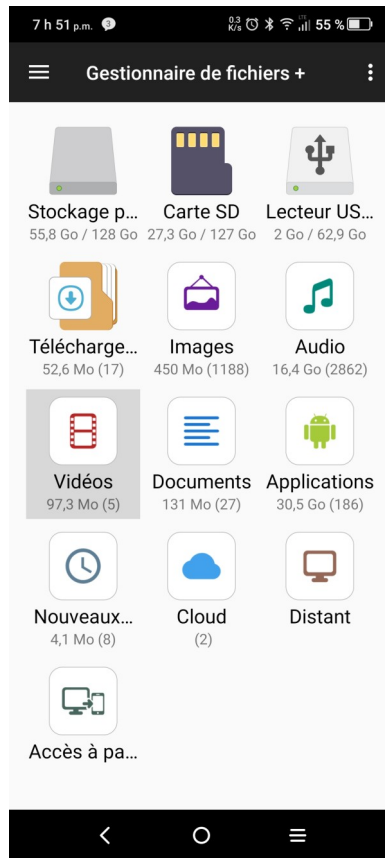 7 h 51 p.m. 3 0.3 K/s LTE 55 %
Gestionnaire de fichiers +
Stockage p... Carte SD Lecteur US...
55,8 Go / 128 Go 27,3 Go / 127 Go 2 Go / 62,9 Go
Télécharge... Images Audio
52,6 Mo (17) 450 Mo (1188) 16,4 Go (2862)
Vidéos Documents Applications
97,3 Mo (5) 131 Mo (27) 30,5 Go (186)
Nouveaux... Cloud Distant
4,1 Mo (8) (2)
Accès à pa...